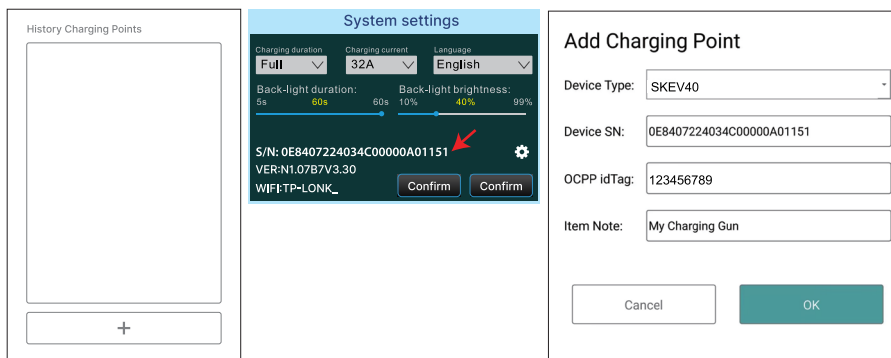 History Charging Points
+
System settings
Charging duration Charging current Language
Full 32A English
Back-light duration: Back-light brightness:
5s 60s 60s 10% 40% 99%
S/N: 0E8407224034C00000A01151
VER:N1.07B7V3.30
WIFI:TP-LONK_ Confirm Confirm
Add Charging Point
Device Type: SKEV40
Device SN: 0E8407224034C00000A01151
OCPP idTag: 123456789
Item Note: My Charging Gun
Cancel OK